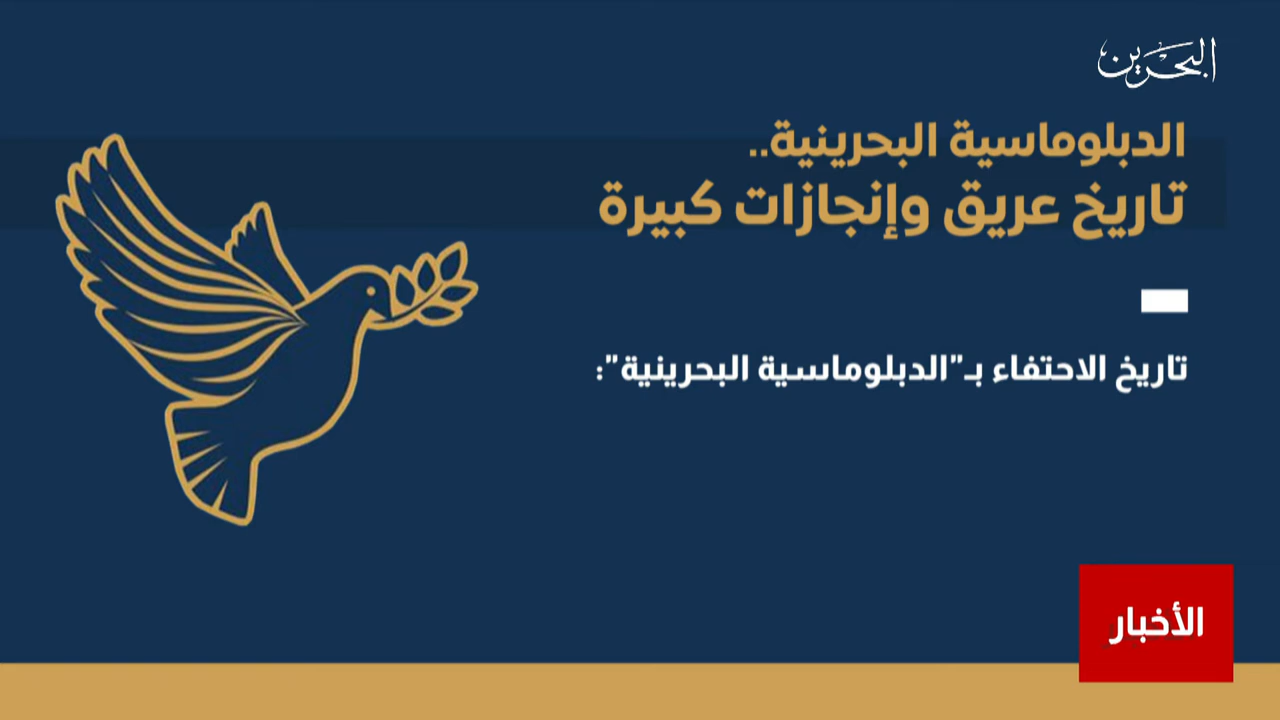 البحرين
الدبلوماسية البحرينية..
تاريخ عريق وإنجازات كبيرة
تاريخ الاحتفاء بـ"الدبلوماسية البحرينية":
الأخبار